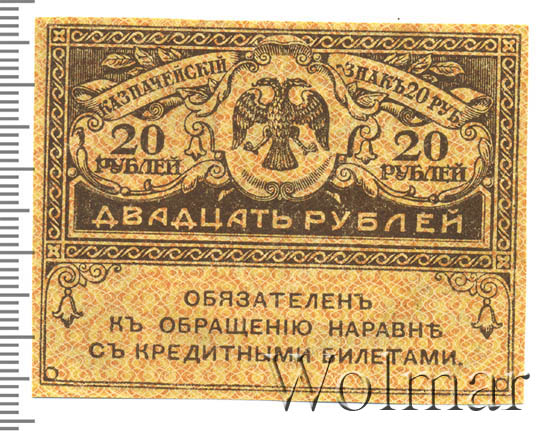 КАЗНАЧЕЙСКІЙ ЗНАКЪ 20 РУБ.
20 РУБЛЕЙ
20 РУБЛЕЙ
ДВАДЦАТЬ РУБЛЕЙ
ОБЯЗАТЕЛЕНЪ
КЪ ОБРАЩЕНІЮ НАРАВНѢ
СЪ КРЕДИТНЫМИ БИЛЕТАМИ.
Wolmar